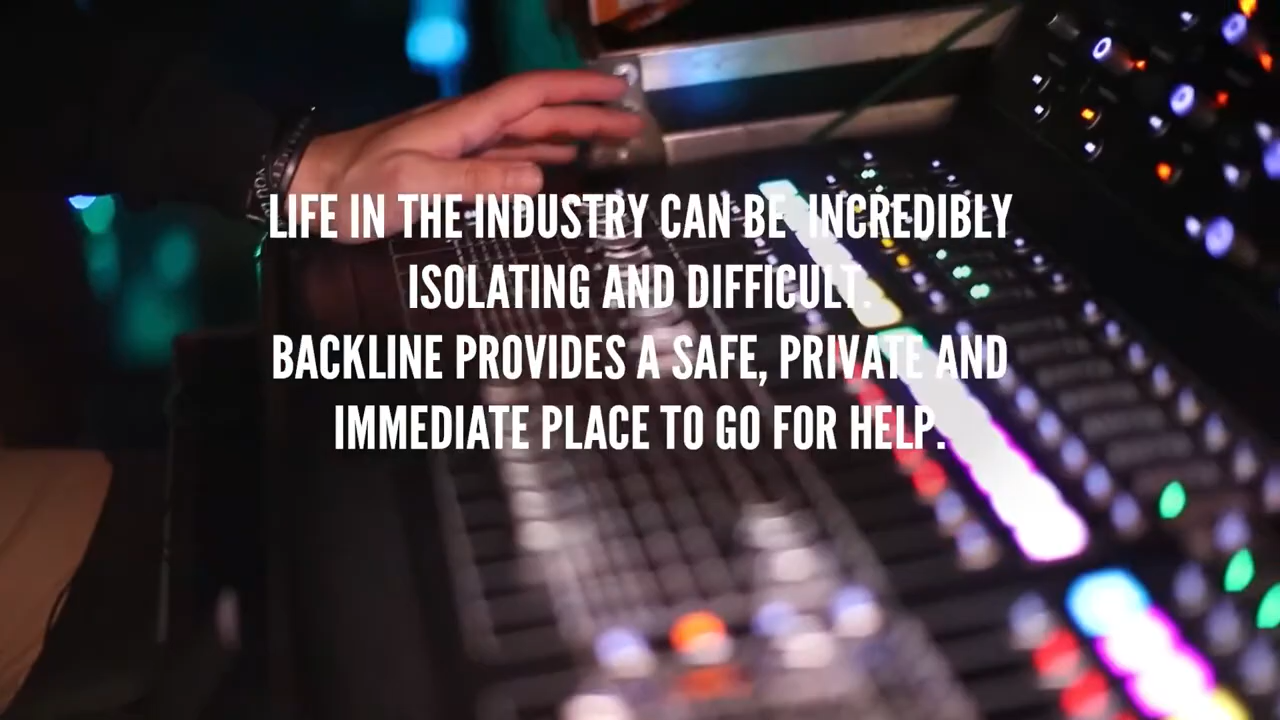 LIFE IN THE INDUSTRY CAN BE INCREDIBLY
ISOLATING AND DIFFICULT.
BACKLINE PROVIDES A SAFE, PRIVATE AND
IMMEDIATE PLACE TO GO FOR HELP.